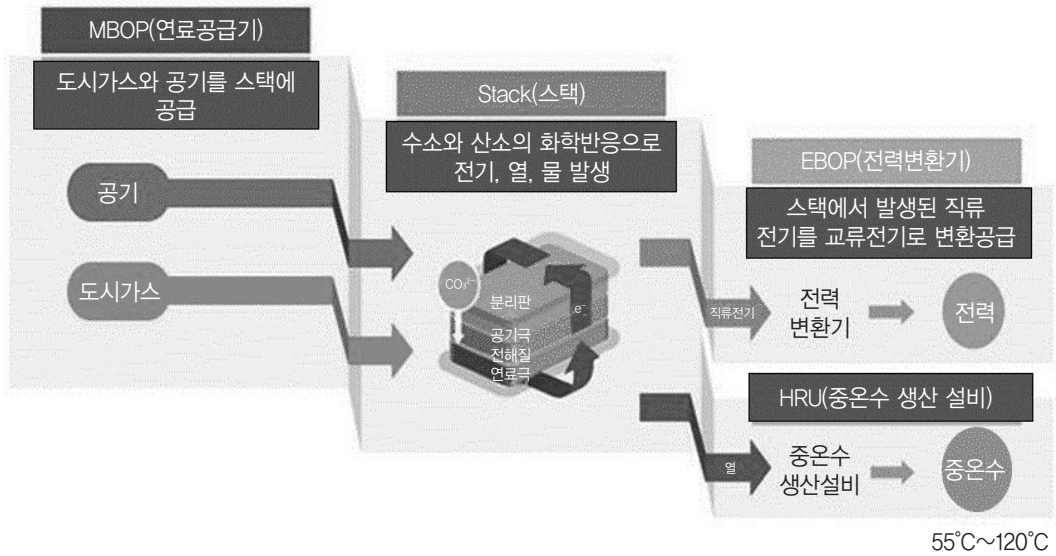 MBOP(연료공급기)
도시가스와 공기를 스택에
공급
공기
도시가스
Stack(스택)
수소와 산소의 화학반응으로
전기, 열, 물 발생
CO₃²⁻
분리판
e⁻
공기극
전해질
연료극
EBOP(전력변환기)
스택에서 발생된 직류
전기를 교류전기로 변환공급
직류전기
전력
변환기
전력
HRU(중온수 생산 설비)
열
중온수
생산설비
중온수
55℃～120℃